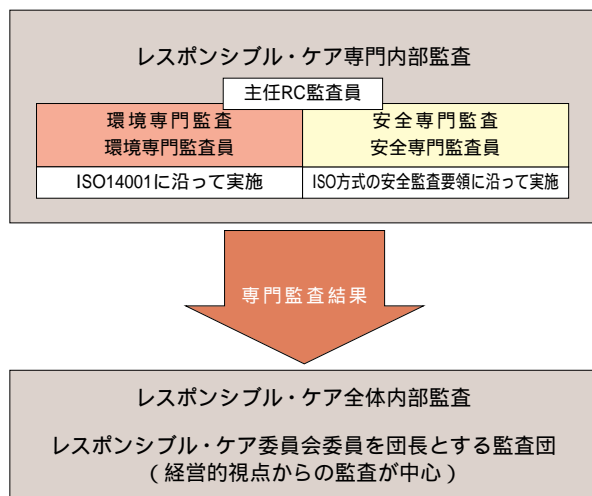 レスポンシブル・ケア専門内部監査
主任RC監査員
環境専門監査
環境専門監査員
ISO14001に沿って実施
安全専門監査
安全専門監査員
ISO方式の安全監査要領に沿って実施
専門監査結果
レスポンシブル・ケア全体内部監査
レスポンシブル・ケア委員会委員を団長とする監査団
（経営的視点からの監査が中心）